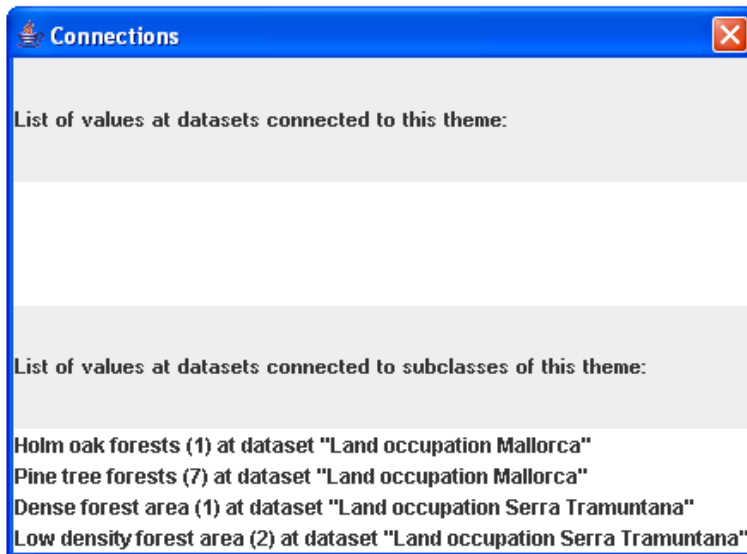 Connections
List of values at datasets connected to this theme:
List of values at datasets connected to subclasses of this theme:
Holm oak forests (1) at dataset "Land occupation Mallorca"
Pine tree forests (7) at dataset "Land occupation Mallorca"
Dense forest area (1) at dataset "Land occupation Serra Tramuntana"
Low density forest area (2) at dataset "Land occupation Serra Tramuntana"